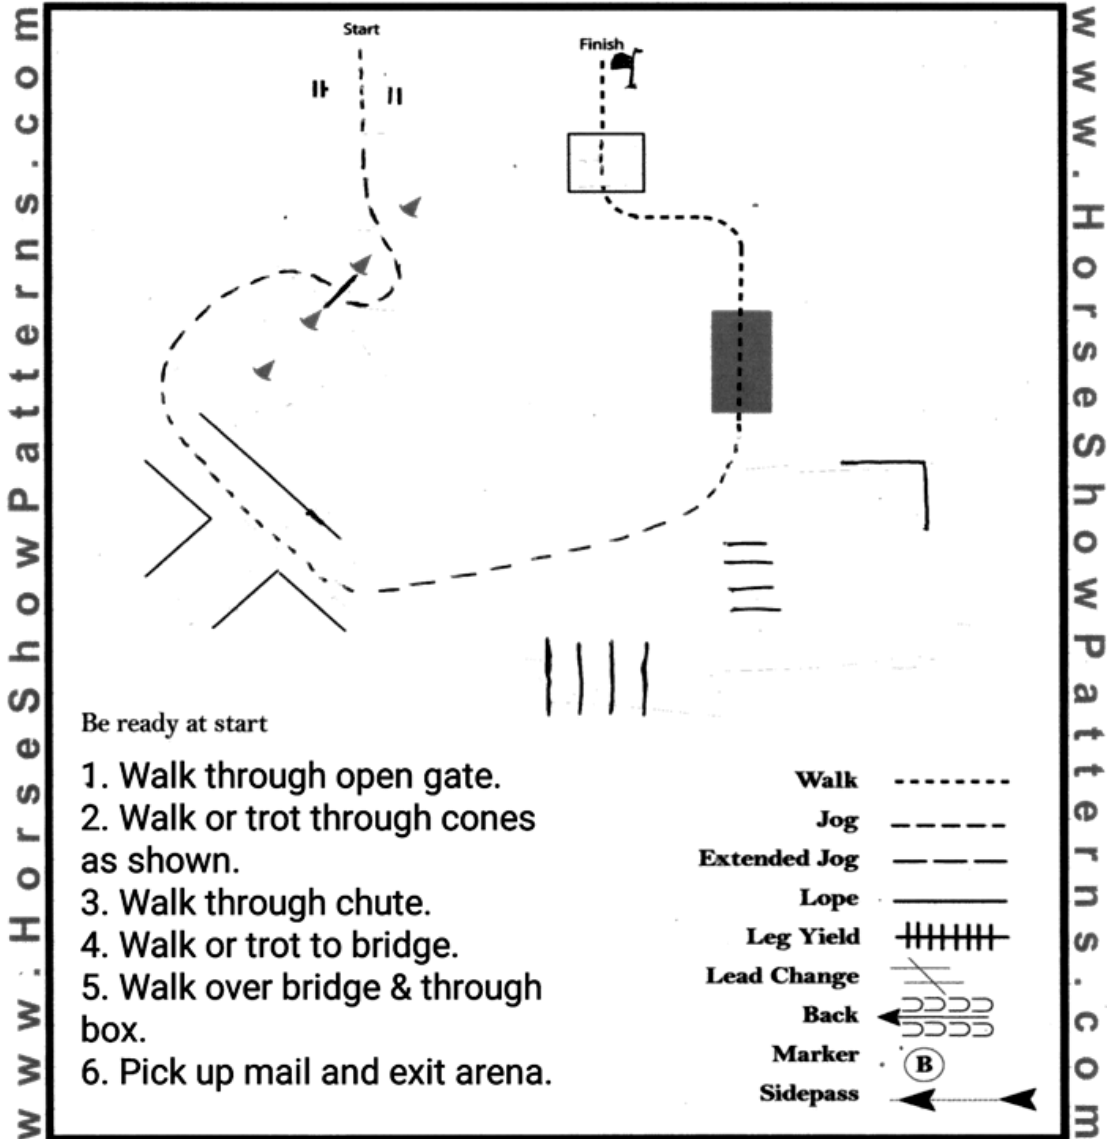 www.HorseShowPatterns.com
Start
Finish
www.HorseShowPatterns.com
Be ready at start
1. Walk through open gate.
2. Walk or trot through cones
as shown.
3. Walk through chute.
4. Walk or trot to bridge.
5. Walk over bridge & through
box.
6. Pick up mail and exit arena.
Walk
Jog
Extended Jog
Lope
Leg Yield
Lead Change
Back
Marker B
Sidepass